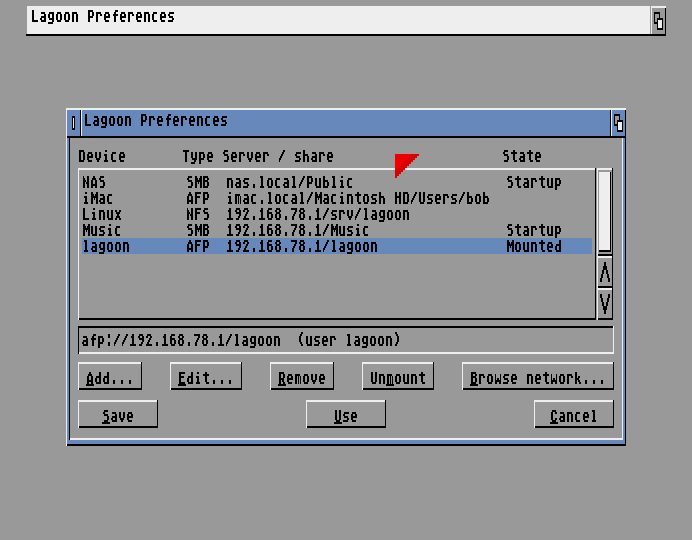 Lagoon Preferences
Lagoon Preferences
Device Type Server / share State
NAS SMB nas.local/Public Startup
iMac AFP imac.local/Macintosh HD/Users/bob
Linux NFS 192.168.78.1/srv/lagoon
Music SMB 192.168.78.1/Music Startup
lagoon AFP 192.168.78.1/lagoon Mounted
afp://192.168.78.1/lagoon (user lagoon)
Add... Edit... Remove Unmount Browse network...
Save Use Cancel